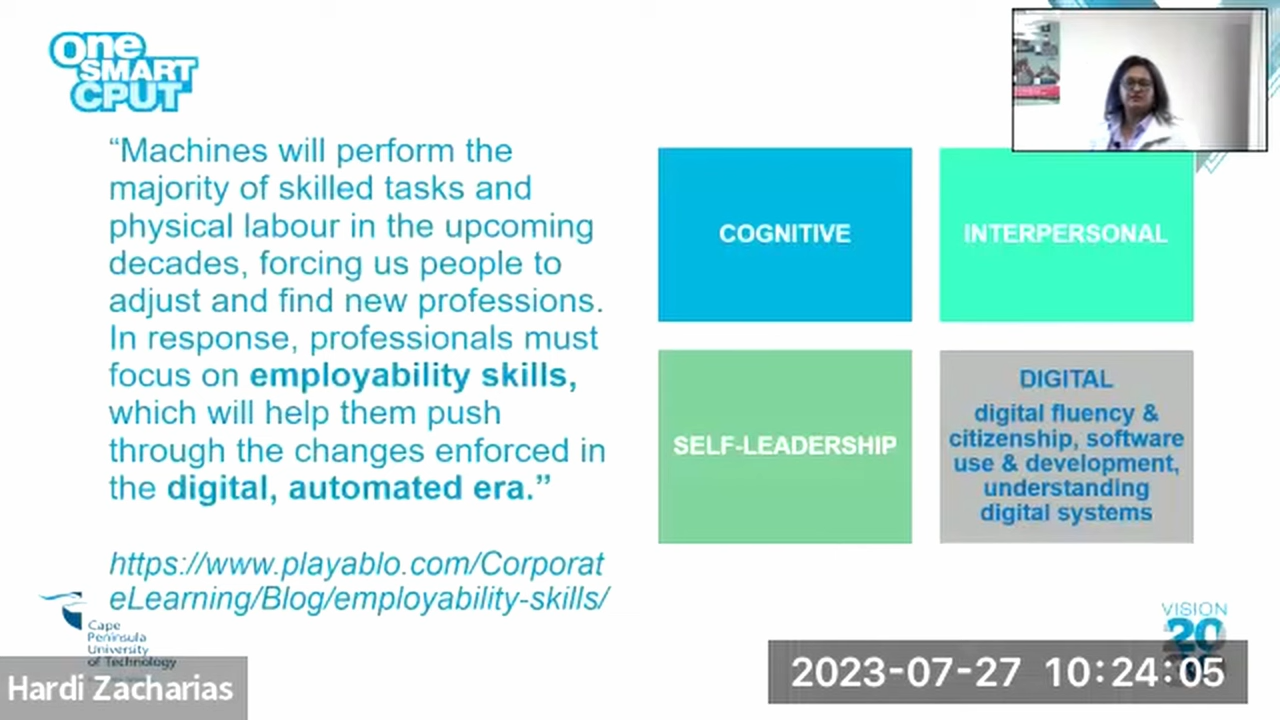 One
SMART
CPUT
“Machines will perform the
majority of skilled tasks and
physical labour in the upcoming
decades, forcing us people to
adjust and find new professions.
In response, professionals must
focus on employability skills,
which will help them push
through the changes enforced in
the digital, automated era.”
https://www.playablo.com/Corporat
eLearning/Blog/employability-skills/
COGNITIVE
INTERPERSONAL
SELF-LEADERSHIP
DIGITAL
digital fluency &
citizenship, software
use & development,
understanding
digital systems
Cape
Peninsula
University
of Technology
Hardi Zacharias
VISION
20
2023-07-27 10:24:05